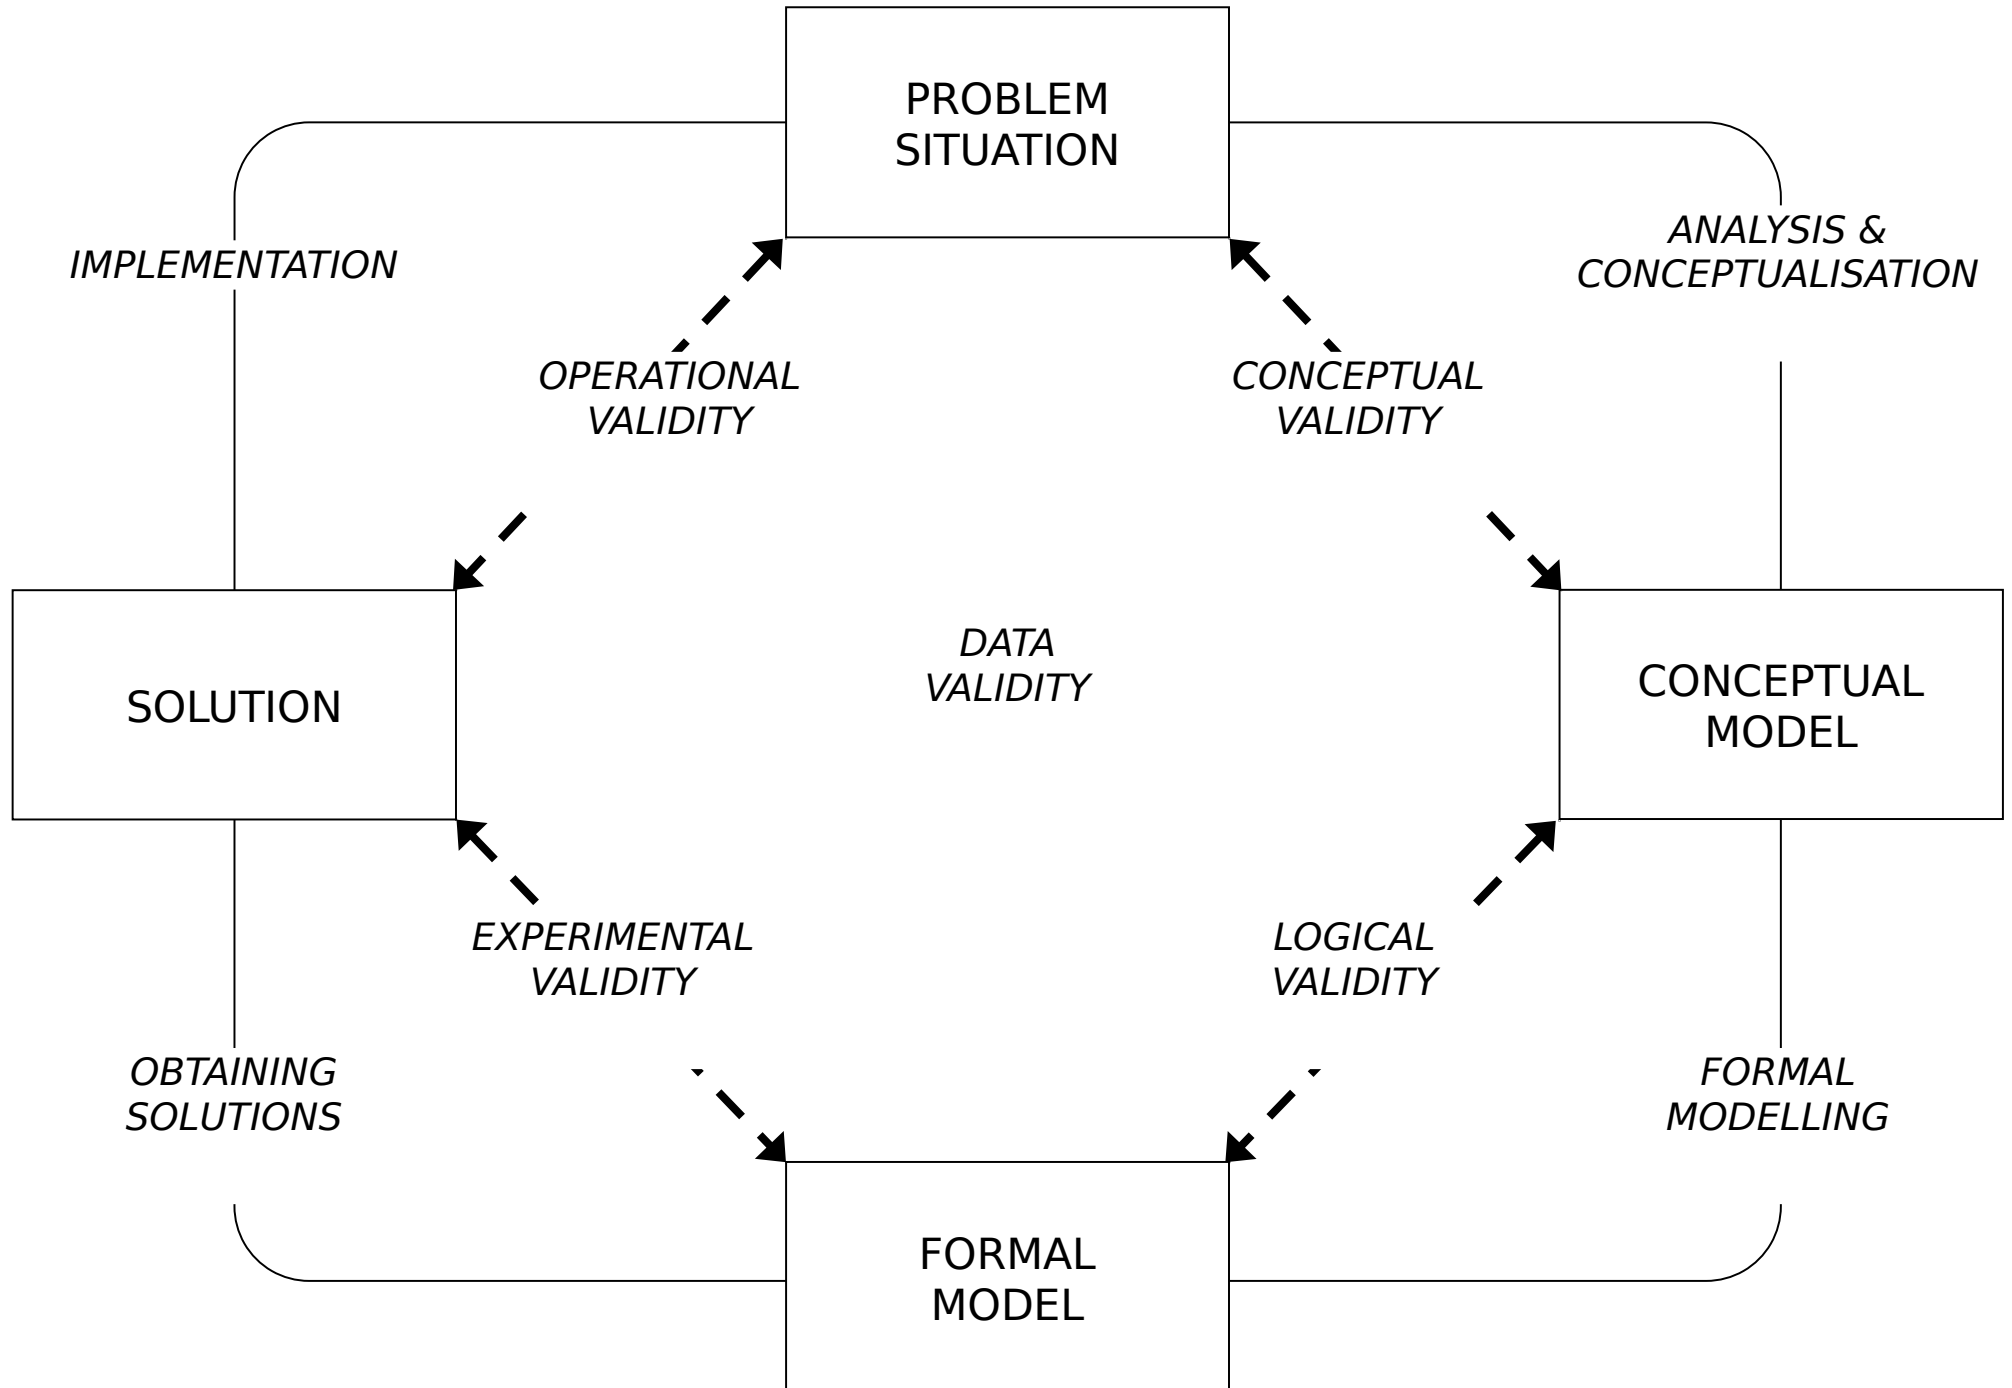 PROBLEM
SITUATION
IMPLEMENTATION
ANALYSIS &
CONCEPTUALISATION
OPERATIONAL
VALIDITY
CONCEPTUAL
VALIDITY
DATA
VALIDITY
SOLUTION
CONCEPTUAL
MODEL
EXPERIMENTAL
VALIDITY
LOGICAL
VALIDITY
OBTAINING
SOLUTIONS
FORMAL
MODELLING
FORMAL
MODEL